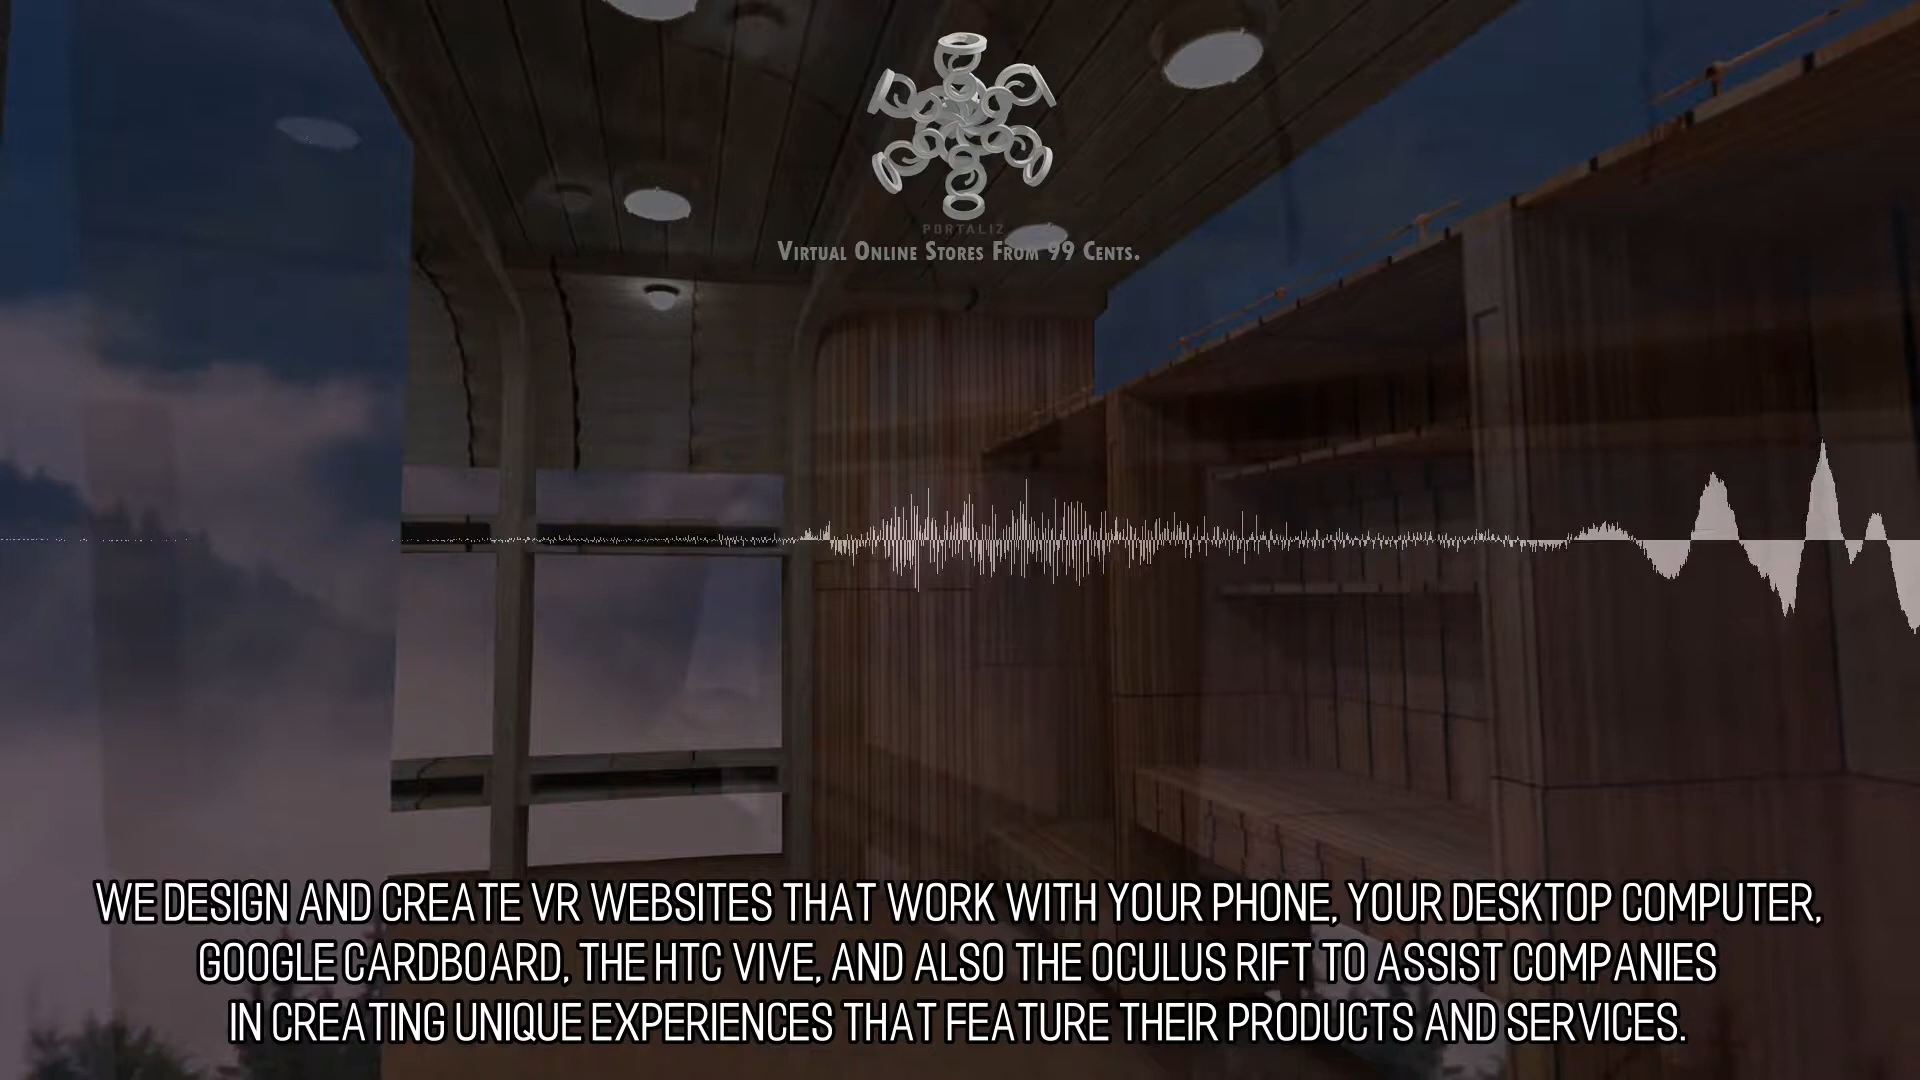 PORTALIZ
Virtual Online Stores From 99 Cents.
WE DESIGN AND CREATE VR WEBSITES THAT WORK WITH YOUR PHONE, YOUR DESKTOP COMPUTER,
GOOGLE CARDBOARD, THE HTC VIVE, AND ALSO THE OCULUS RIFT TO ASSIST COMPANIES
IN CREATING UNIQUE EXPERIENCES THAT FEATURE THEIR PRODUCTS AND SERVICES.